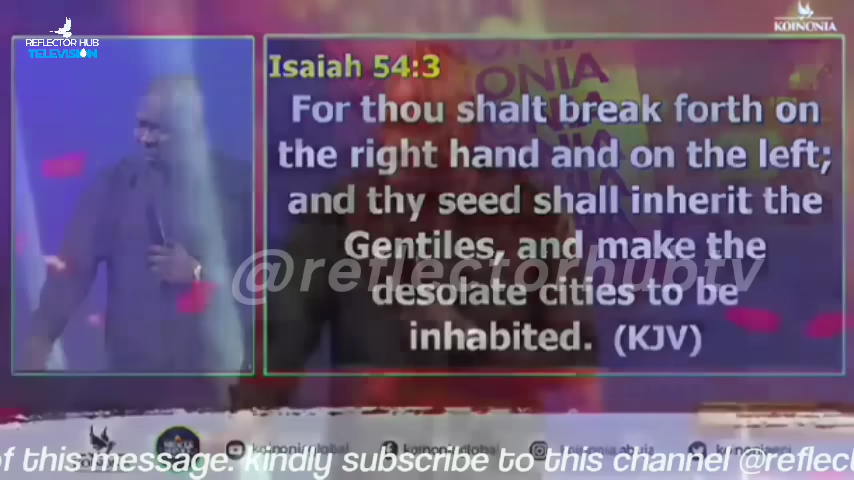 REFLECTOR HUB
TELEVISION
KOINONIA
Isaiah 54:3
For thou shalt break forth on
the right hand and on the left;
and thy seed shall inherit the
Gentiles, and make the
desolate cities to be
inhabited. (KJV)
@reflectorhubtv
ONIA
koinoniaglobal
koinoniaglobal
of this message. kindly subscribe to this channel @reflect